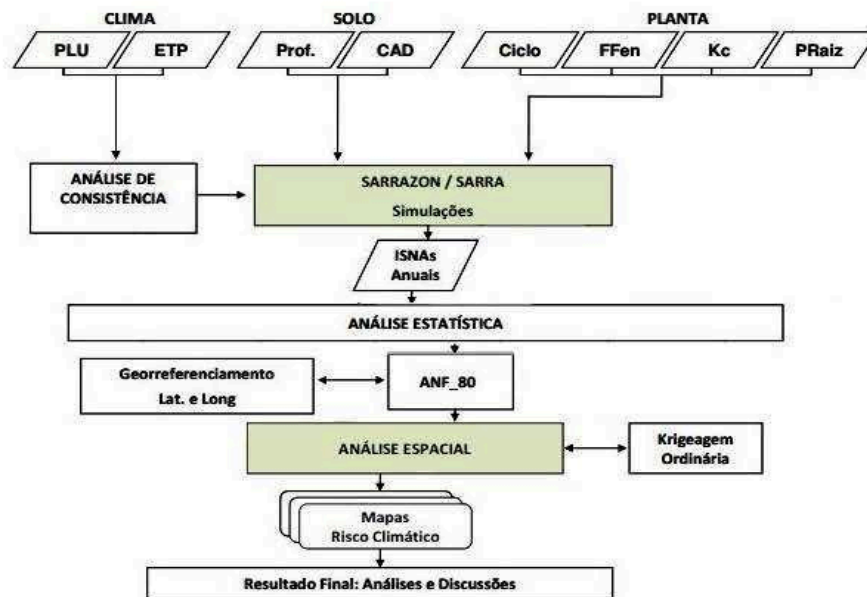 CLIMA
SOLO
PLANTA
PLU
ETP
Prof.
CAD
Ciclo
FFen
Kc
PRaiz
ANÁLISE DE
CONSISTÊNCIA
SARRAZON / SARRA
Simulações
ISNAs
Anuais
ANÁLISE ESTATÍSTICA
Georreferenciamento
Lat. e Long
ANF_80
ANÁLISE ESPACIAL
Krigeagem
Ordinária
Mapas
Risco Climático
Resultado Final: Análises e Discussões